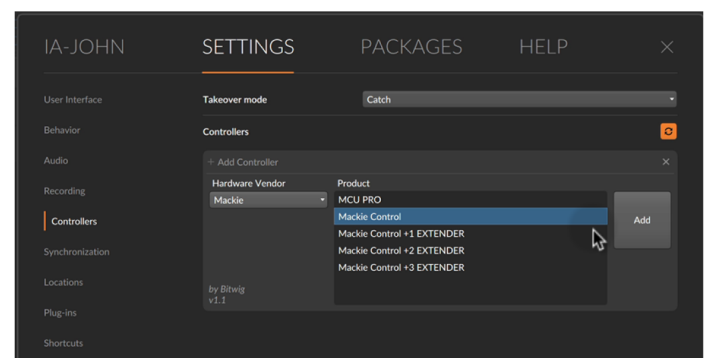 IA-JOHN SETTINGS PACKAGES HELP
User Interface
Behavior
Audio
Recording
Controllers
Synchronization
Locations
Plug-ins
Shortcuts
Takeover mode Catch
Controllers
+ Add Controller
Hardware Vendor Product
Mackie
MCU PRO
Mackie Control
Mackie Control +1 EXTENDER
Mackie Control +2 EXTENDER
Mackie Control +3 EXTENDER
Add
by Bitwig
v1.1